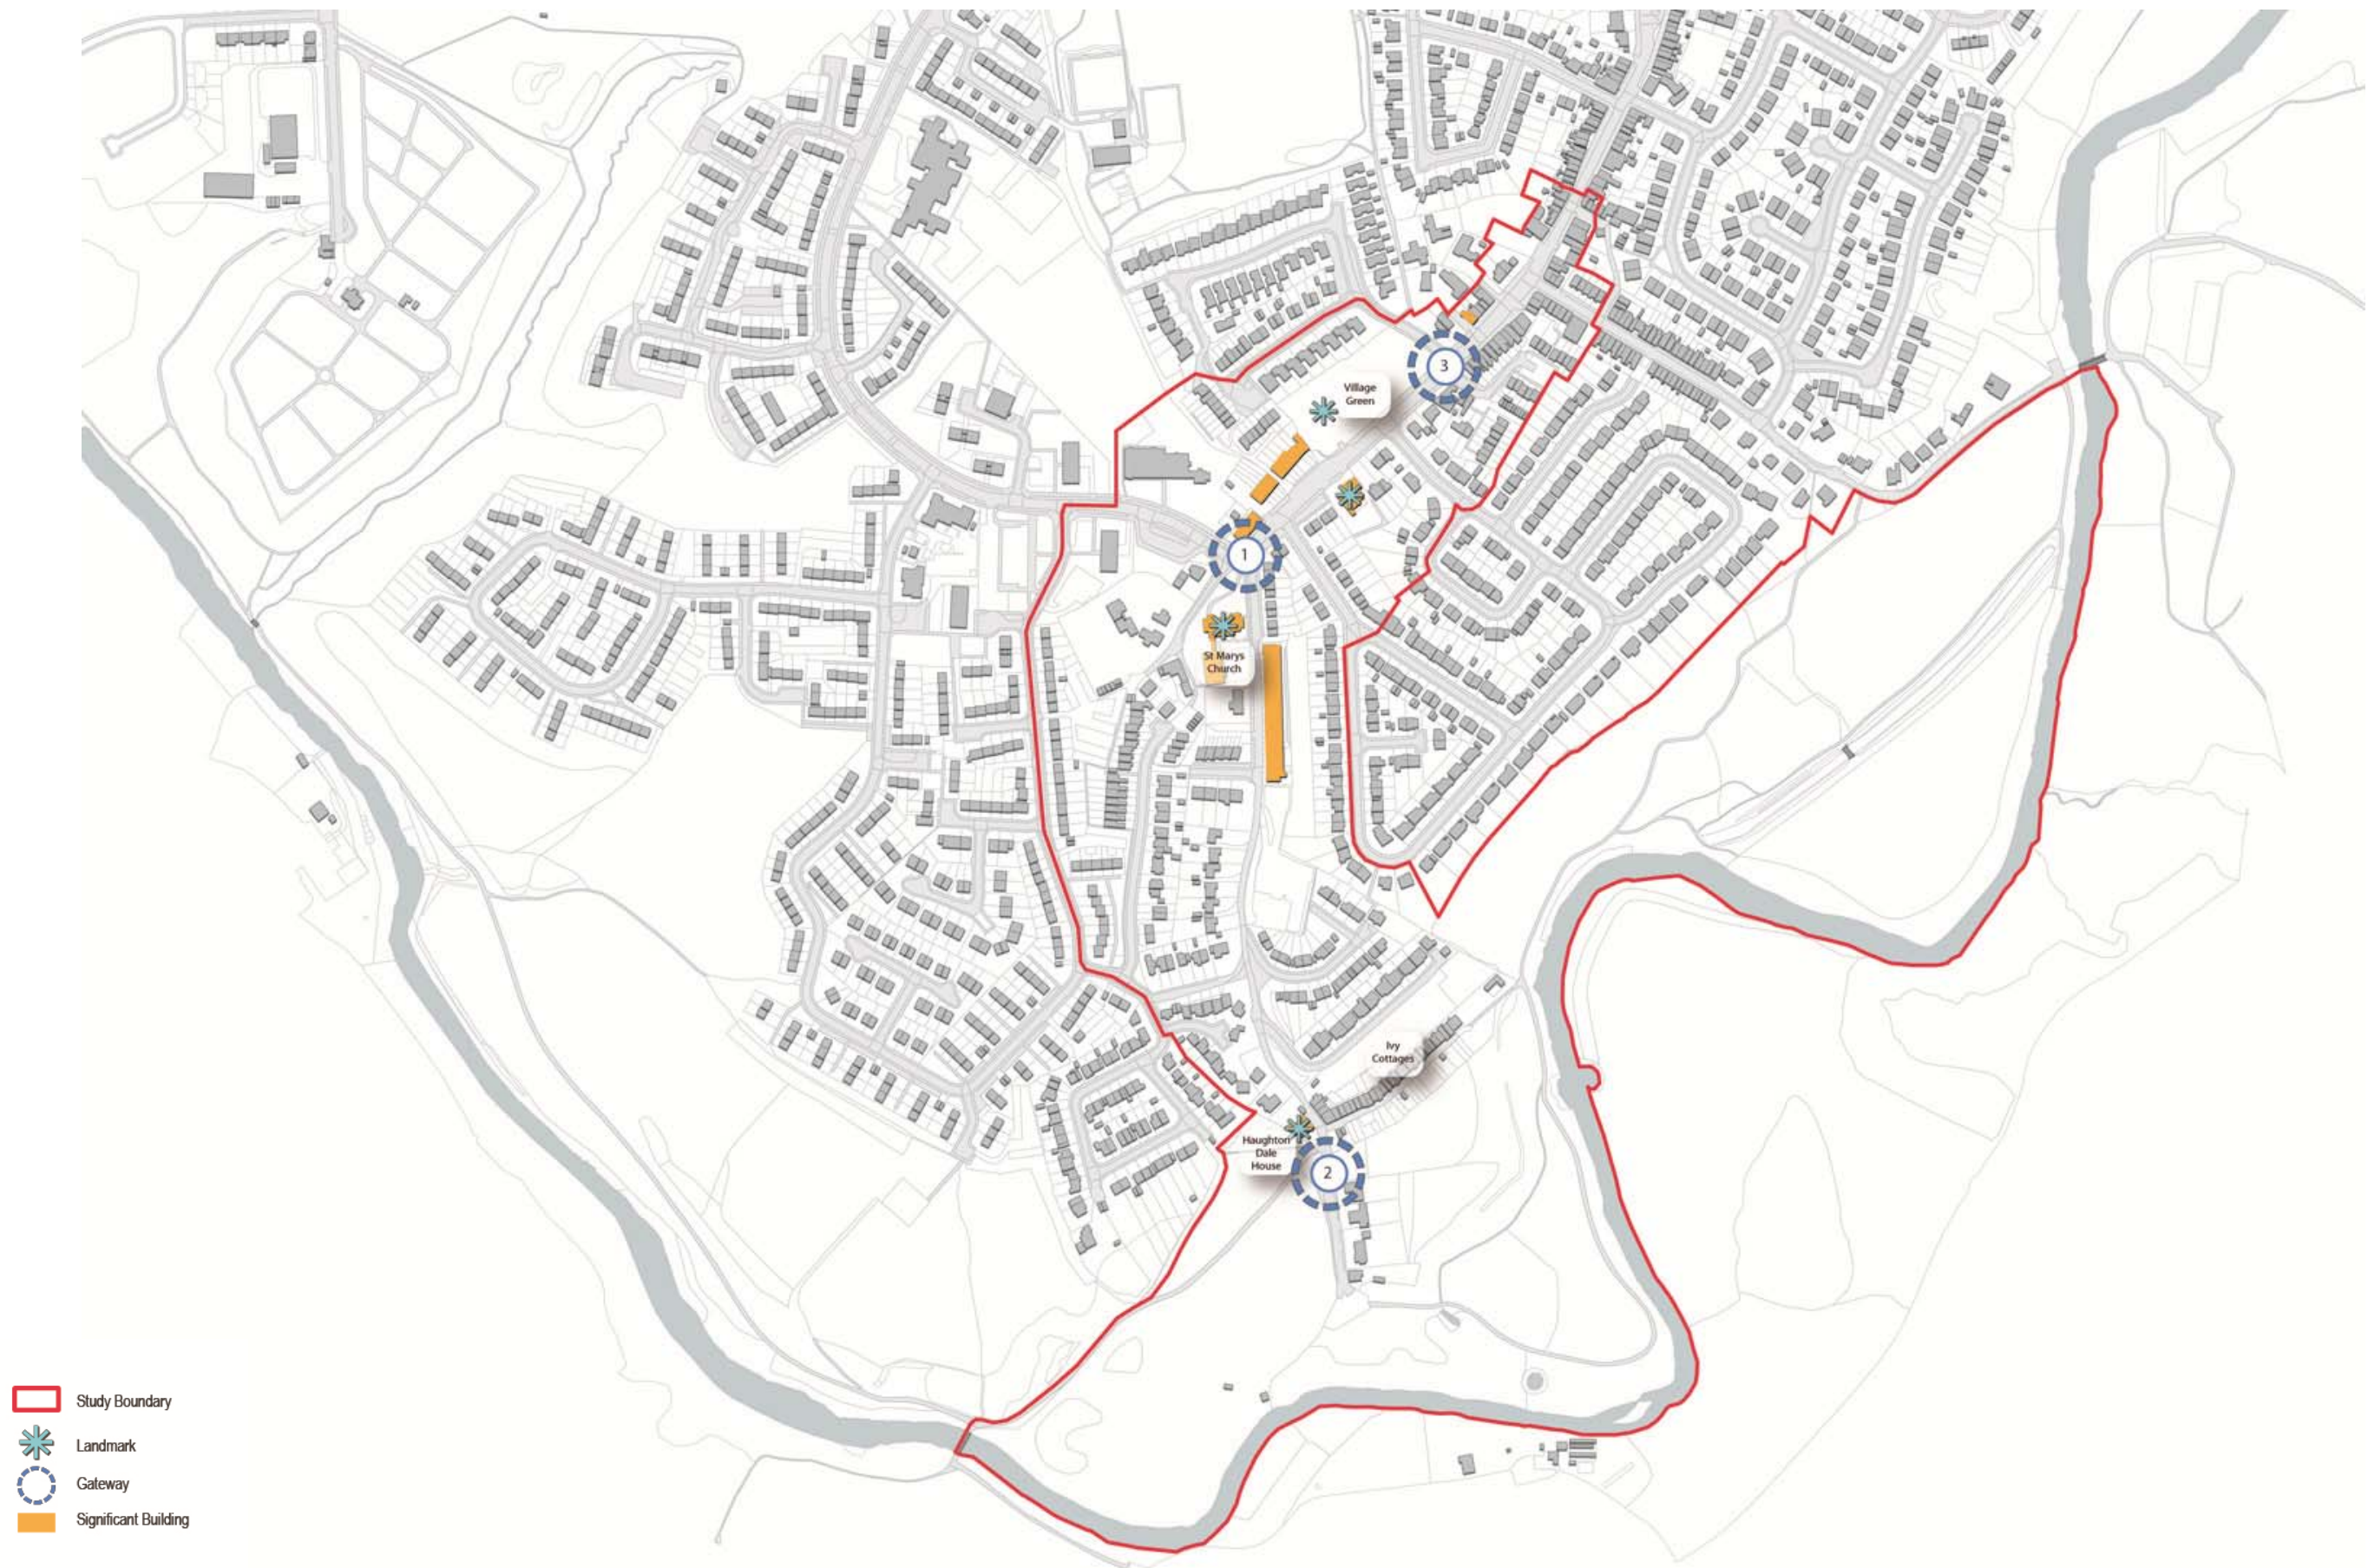 3
Village
Green
1
St Marys
Church
Ivy
Cottages
Haughton
Dale
House
2
Study Boundary
Landmark
Gateway
Significant Building